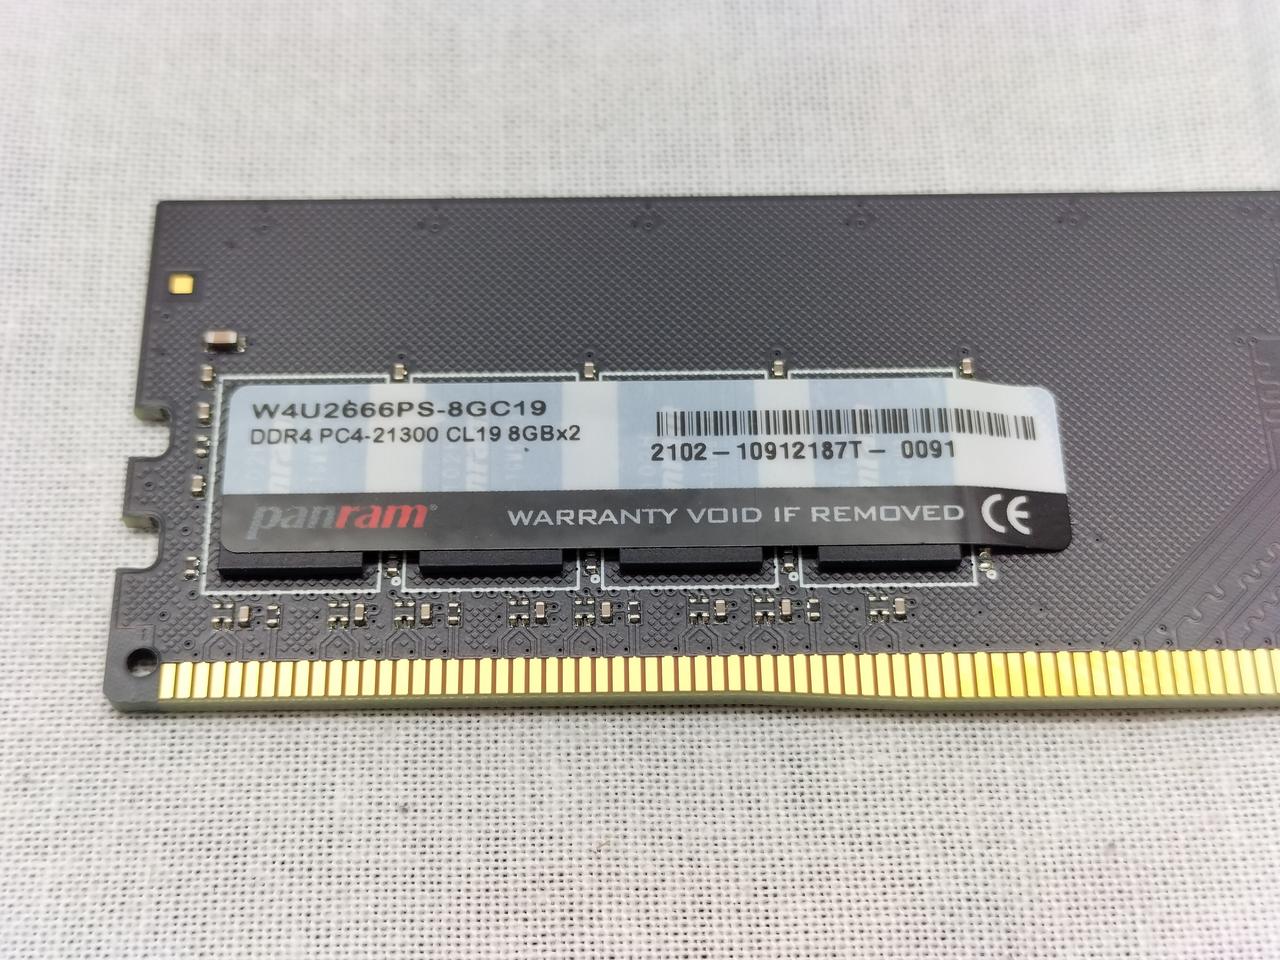 W4U2666PS-8GC19
DDR4 PC4-21300 CL19 8GBx2
2102-10912187T-0091
panram®
WARRANTY VOID IF REMOVED CE